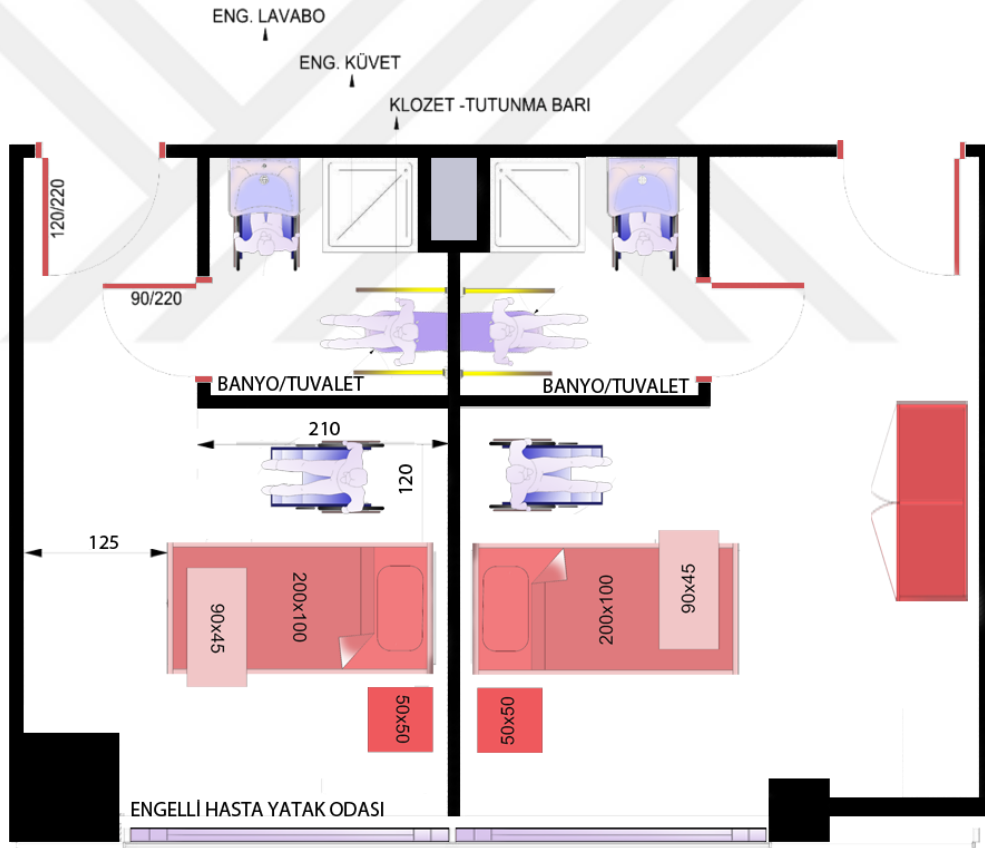 ENG. LAVABO
ENG. KÜVET
KLOZET -TUTUNMA BARI
120/220
90/220
BANYO/TUVALET
BANYO/TUVALET
210
120
125
200x100
90x45
200x100
90x45
50x50
50x50
ENGELLİ HASTA YATAK ODASI